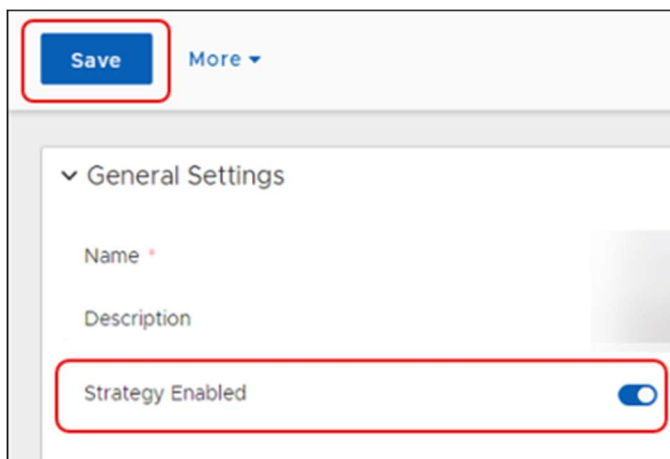 Save More
General Settings
Name *
Description
Strategy Enabled